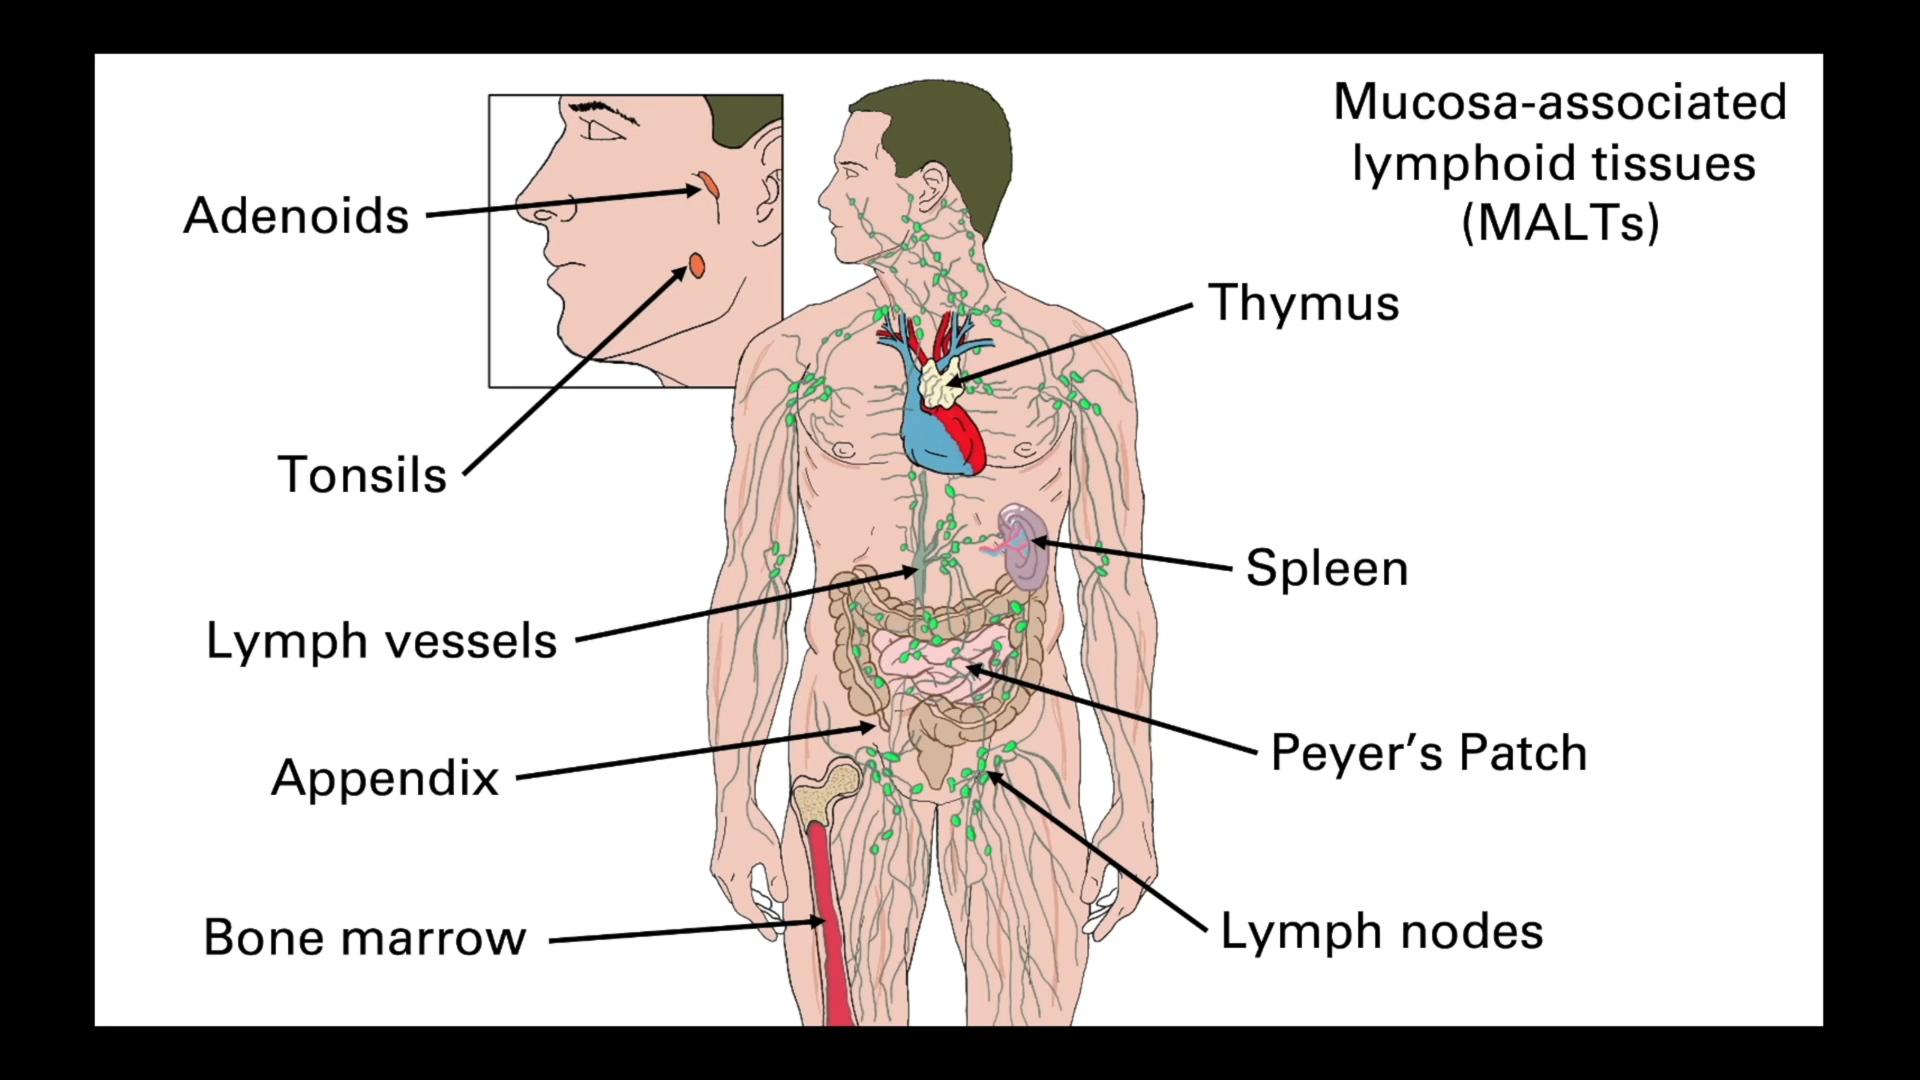 Mucosa-associated
lymphoid tissues
(MALTs)
Adenoids
Thymus
Tonsils
Spleen
Lymph vessels
Peyer’s Patch
Appendix
Lymph nodes
Bone marrow